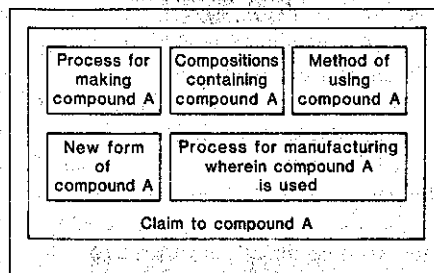 Process for
making
compound A
Compositions
containing
compound A
Method of
using
compound A
New form
of
compound A
Process for manufacturing
wherein compound A
is used
Claim to compound A